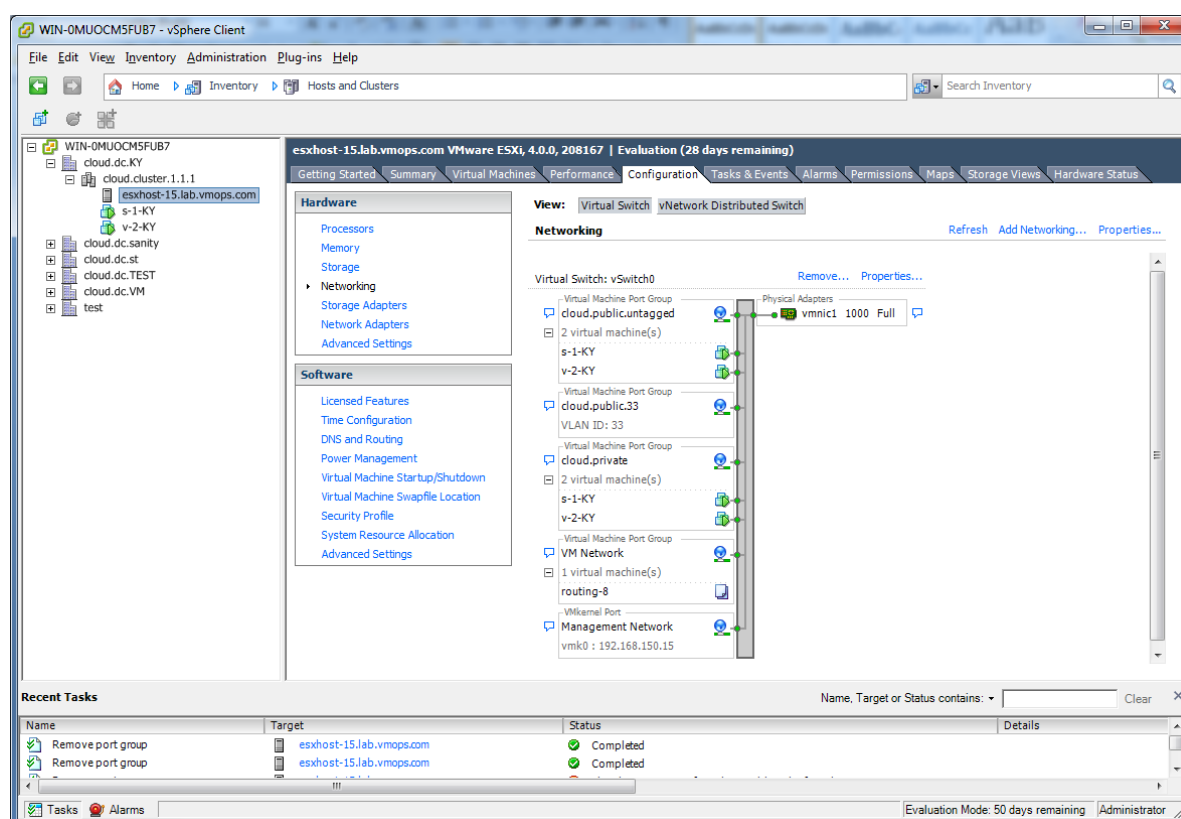 WIN-0MUOCM5FUB7 - vSphere Client
File Edit View Inventory Administration Plug-ins Help
Home Inventory Hosts and Clusters
Search Inventory
WIN-0MUOCM5FUB7
cloud.dc.KY
cloud.cluster.1.1.1
esxhost-15.lab.vmops.com
s-1-KY
v-2-KY
cloud.dc.sanity
cloud.dc.st
cloud.dc.TEST
cloud.dc.VM
test
esxhost-15.lab.vmops.com VMware ESXi, 4.0.0, 208167 | Evaluation (28 days remaining)
Getting Started Summary Virtual Machines Performance Configuration Tasks & Events Alarms Permissions Maps Storage Views Hardware Status
Hardware
Processors
Memory
Storage
Networking
Storage Adapters
Network Adapters
Advanced Settings
Software
Licensed Features
Time Configuration
DNS and Routing
Power Management
Virtual Machine Startup/Shutdown
Virtual Machine Swapfile Location
Security Profile
System Resource Allocation
Advanced Settings
View: Virtual Switch vNetwork Distributed Switch
Networking Refresh Add Networking... Properties...
Virtual Switch: vSwitch0 Remove... Properties...
Virtual Machine Port Group Physical Adapters
cloud.public.untagged vmnic1 1000 Full
2 virtual machine(s)
s-1-KY
v-2-KY
Virtual Machine Port Group
cloud.public.33
VLAN ID: 33
Virtual Machine Port Group
cloud.private
2 virtual machine(s)
s-1-KY
v-2-KY
Virtual Machine Port Group
VM Network
1 virtual machine(s)
routing-8
VMkernel Port
Management Network
vmk0 : 192.168.150.15
Recent Tasks Name, Target or Status contains: Clear
Name Target Status Details
Remove port group esxhost-15.lab.vmops.com Completed
Remove port group esxhost-15.lab.vmops.com Completed
Tasks Alarms Evaluation Mode: 50 days remaining Administrator